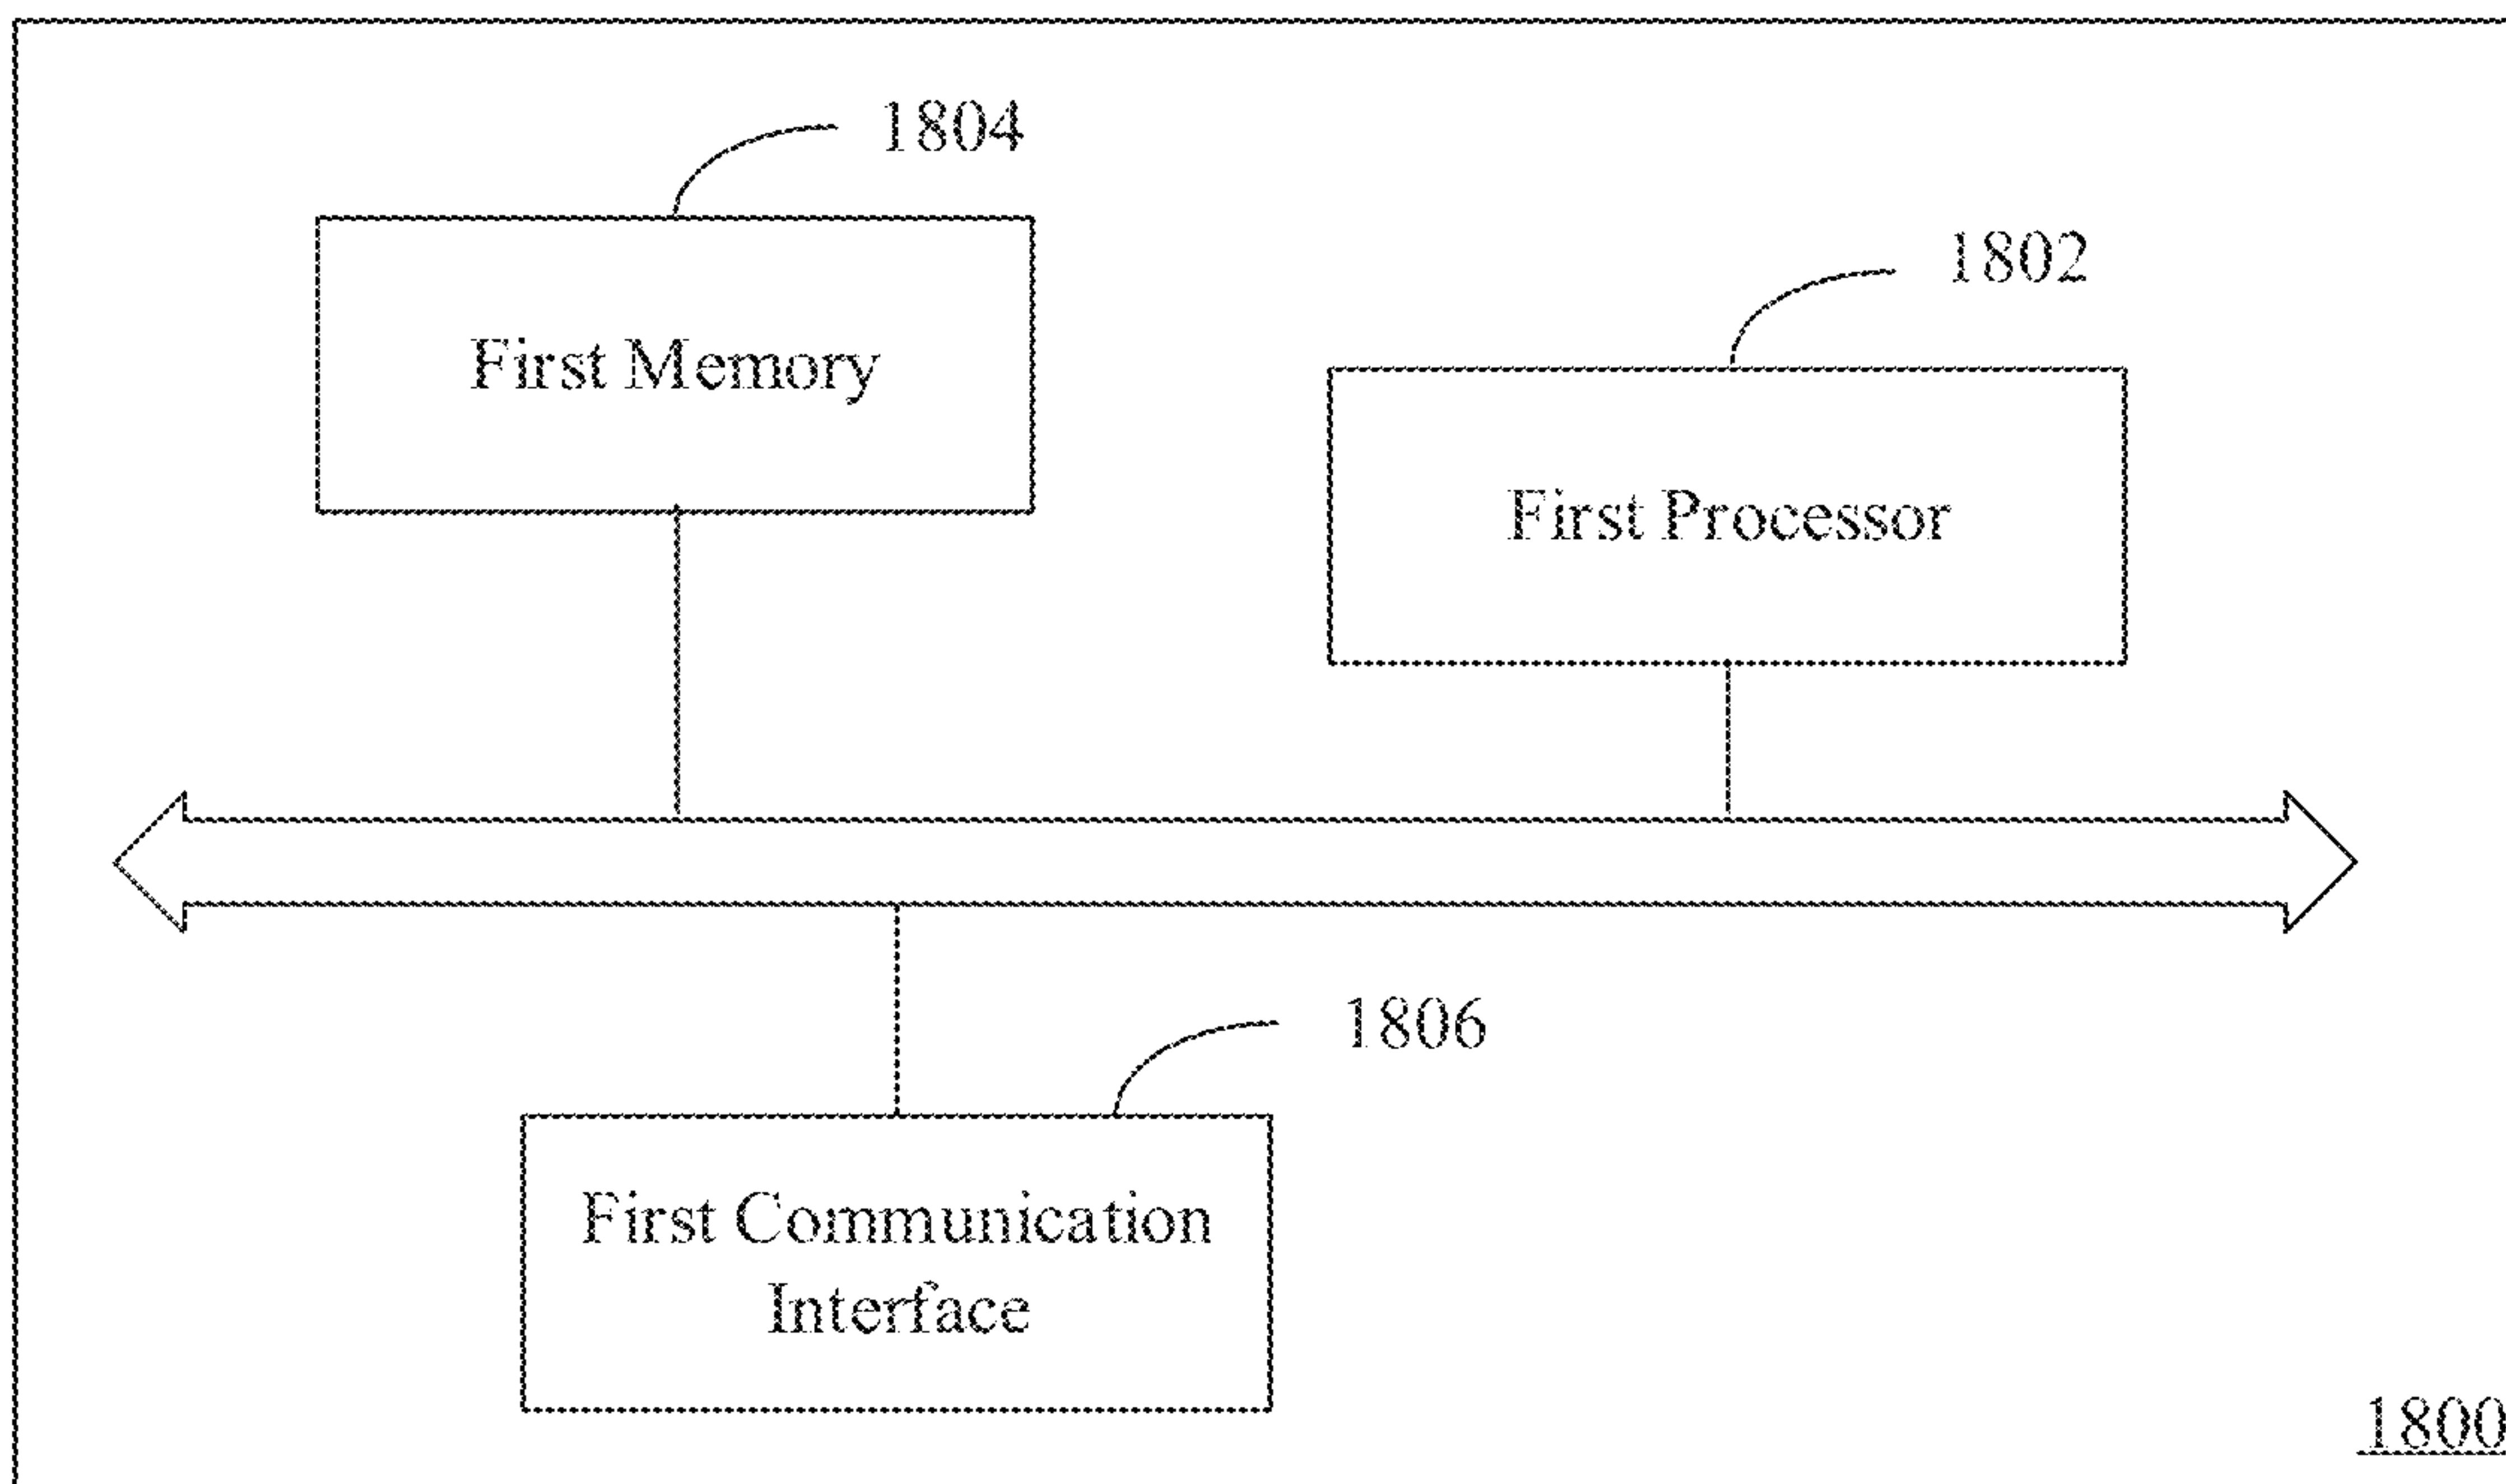 1804
1802
First Memory
First Processor
1806
First Communication
Interface
1800